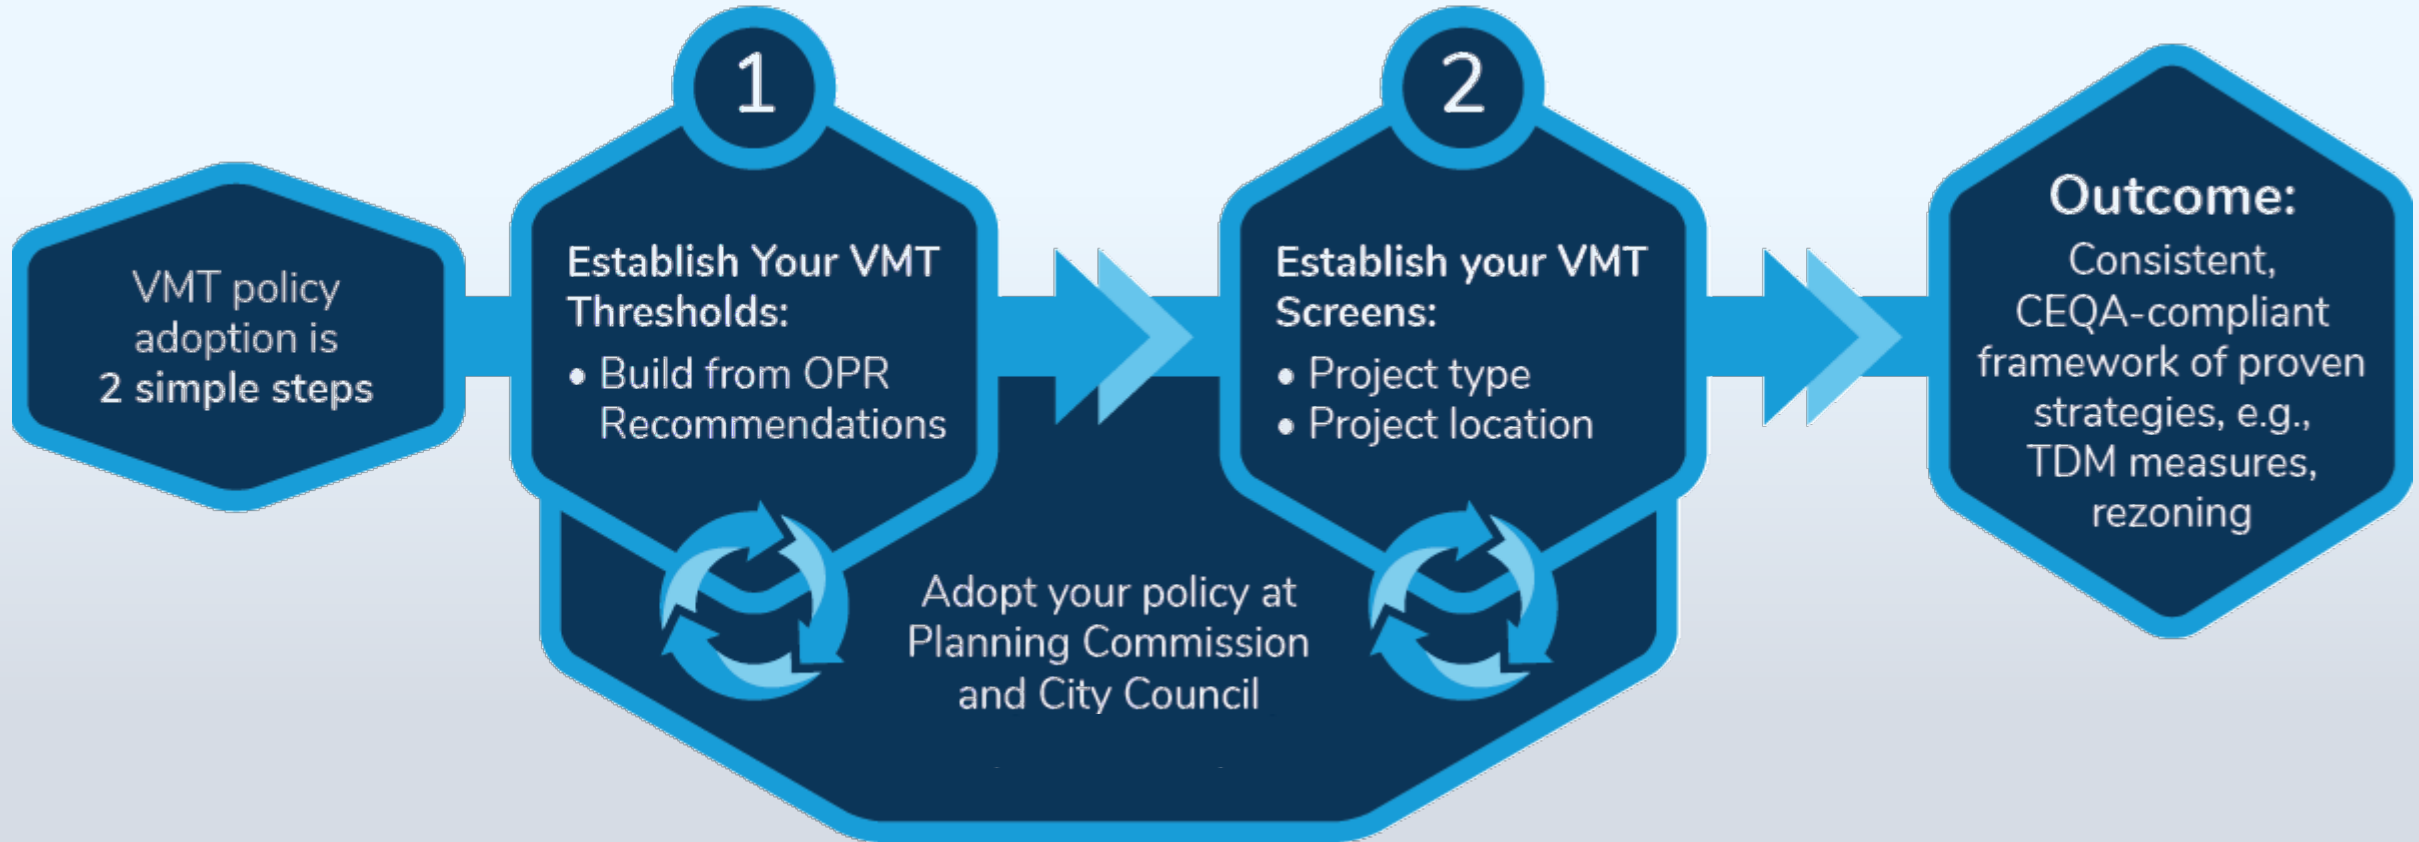 VMT policy
adoption is
2 simple steps
1
Establish Your VMT
Thresholds:
• Build from OPR
Recommendations
2
Establish your VMT
Screens:
• Project type
• Project location
Adopt your policy at
Planning Commission
and City Council
Outcome:
Consistent,
CEQA-compliant
framework of proven
strategies, e.g.,
TDM measures,
rezoning